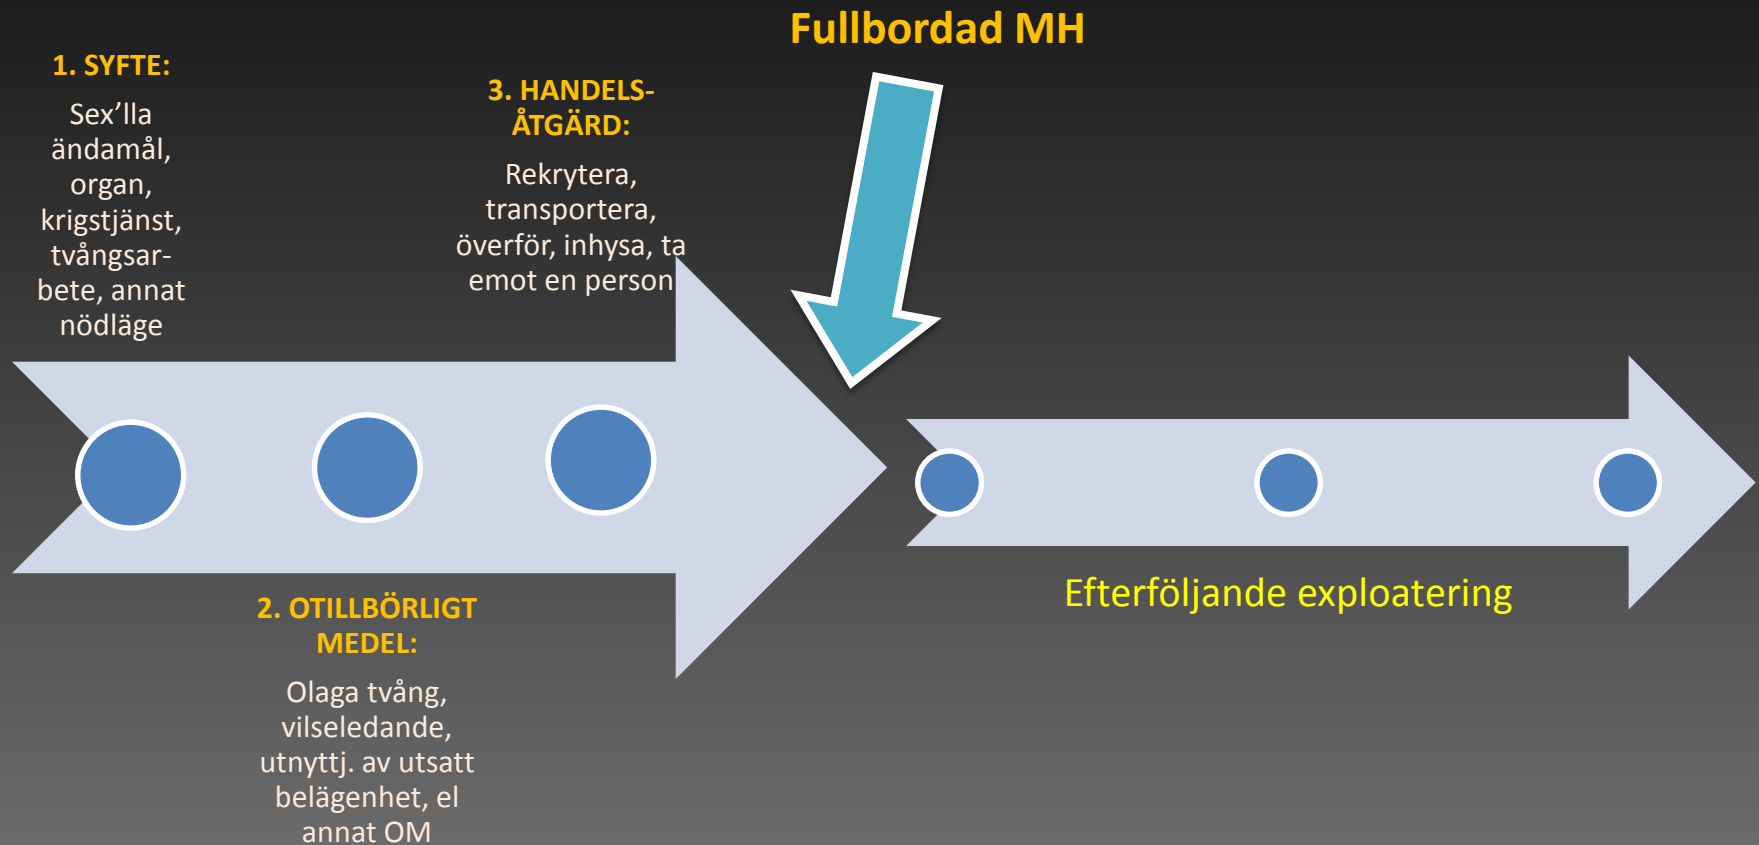 Fullbordad MH
1. SYFTE:
Sex’lla
ändamål,
organ,
krigstjänst,
tvångsar-
bete, annat
nödläge
3. HANDELS-
ÅTGÄRD:
Rekrytera,
transportera,
överför, inhysa, ta
emot en person
2. OTILLBÖRLIGT
MEDEL:
Olaga tvång,
vilseledande,
utnyttj. av utsatt
belägenhet, el
annat OM
Efterföljande exploatering